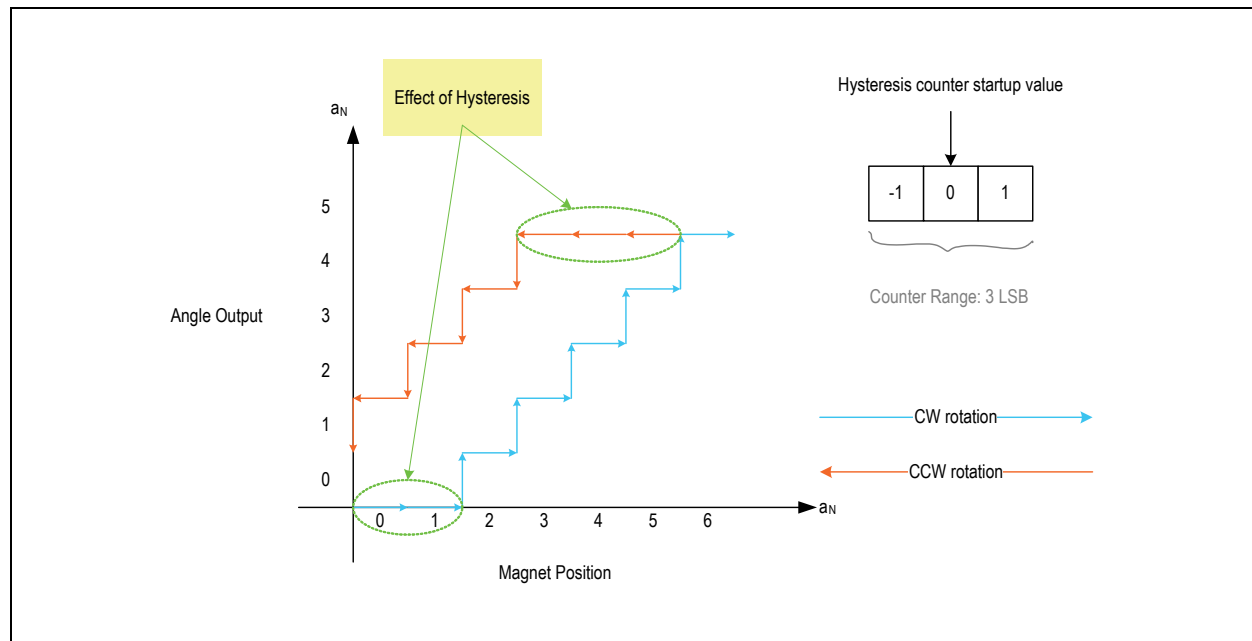 Effect of Hysteresis
aN
5
4
3
2
1
0
Angle Output
0 1 2 3 4 5 6
aN
Magnet Position
Hysteresis counter startup value
-1 0 1
Counter Range: 3 LSB
CW rotation
CCW rotation